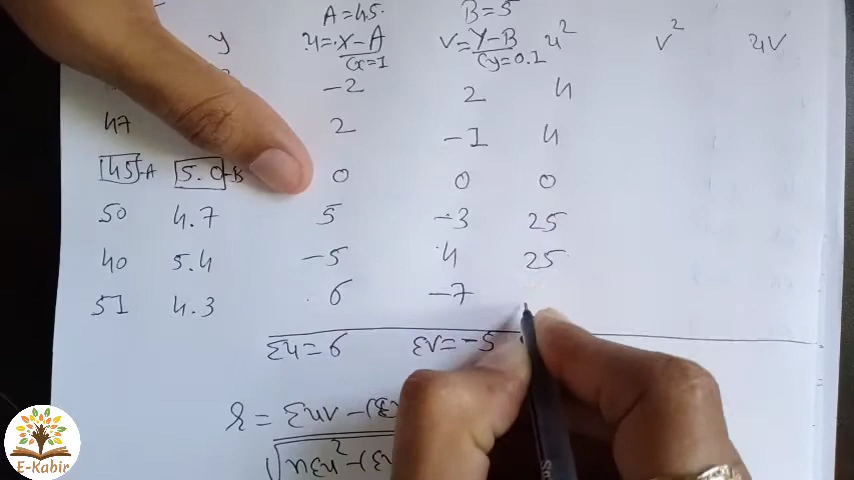 A=45 B=5
y u=X-A/Cx=1 v=Y-B/Cy=0.1 u² v² uv
-2 2 4
47 2 -1 4
45-A 5.0-B 0 0 0
50 4.7 5 -3 25
40 5.4 -5 4 25
51 4.3 6 -7
Σu=6 Σv=-5
r = Σuv-(Σ
√nΣu²-(Σ
E-Kabir